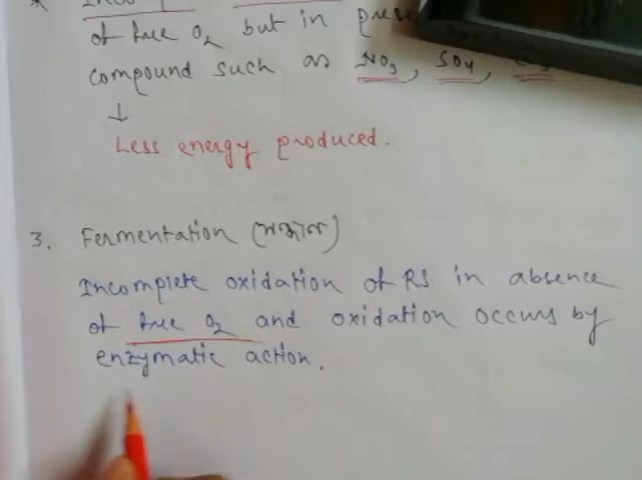 of free O2 but in
compound such as NO3, SO4,
↓
Less energy produced.
3. Fermentation (সন্ধান)
Incomplete oxidation of RS in absence
of free O2 and oxidation occurs by
enzymatic action.